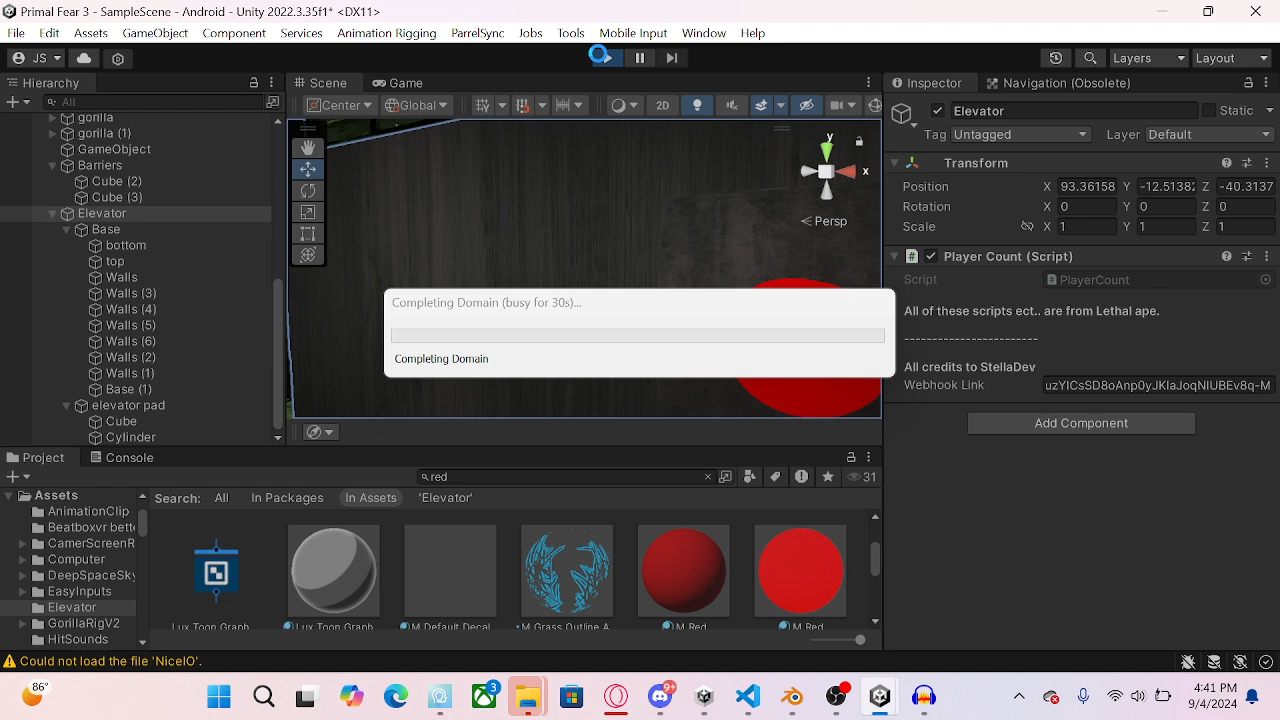 Primal Fear 3 - SampleScene - Android - Unity 2022.3.35f1* <DX11>
File Edit Assets GameObject Component Services Animation Rigging ParrelSync Jobs Tools Mobile Input Window Help
JS Layers Layout
Hierarchy
All
gorilla
gorilla (1)
GameObject
Barriers
Cube (2)
Cube (3)
Elevator
Base
bottom
top
Walls
Walls (3)
Walls (4)
Walls (5)
Walls (6)
Walls (2)
Walls (1)
Base (1)
elevator pad
Cube
Cylinder
Scene Game
Center Global 2D
y
x
Persp
Completing Domain (busy for 30s)...
Completing Domain
Inspector Navigation (Obsolete)
Elevator Static
Tag Untagged Layer Default
Transform
Position X 93.36158 Y -12.51382 Z -40.3137
Rotation X 0 Y 0 Z 0
Scale X 1 Y 1 Z 1
Player Count (Script)
Script PlayerCount
All of these scripts ect.. are from Lethal ape.
-----------------------
All credits to StellaDev
Webhook Link uzYICsSD8oAnp0yJKIaJoqNIUBEv8q-M
Add Component
Project Console
red 31
Assets
AnimationClip
Beatboxvr bett
CamerScreenR
Computer
DeepSpaceSky
EasyInputs
Elevator
GorillaRigV2
HitSounds
Search: All In Packages In Assets 'Elevator'
Lux Toon Graph Lux Toon Graph M Default Decal M Grass Outline A M Red M Red
Could not load the file 'NiceIO'.
86° 3 9+ 4:41 PM
9/4/2024